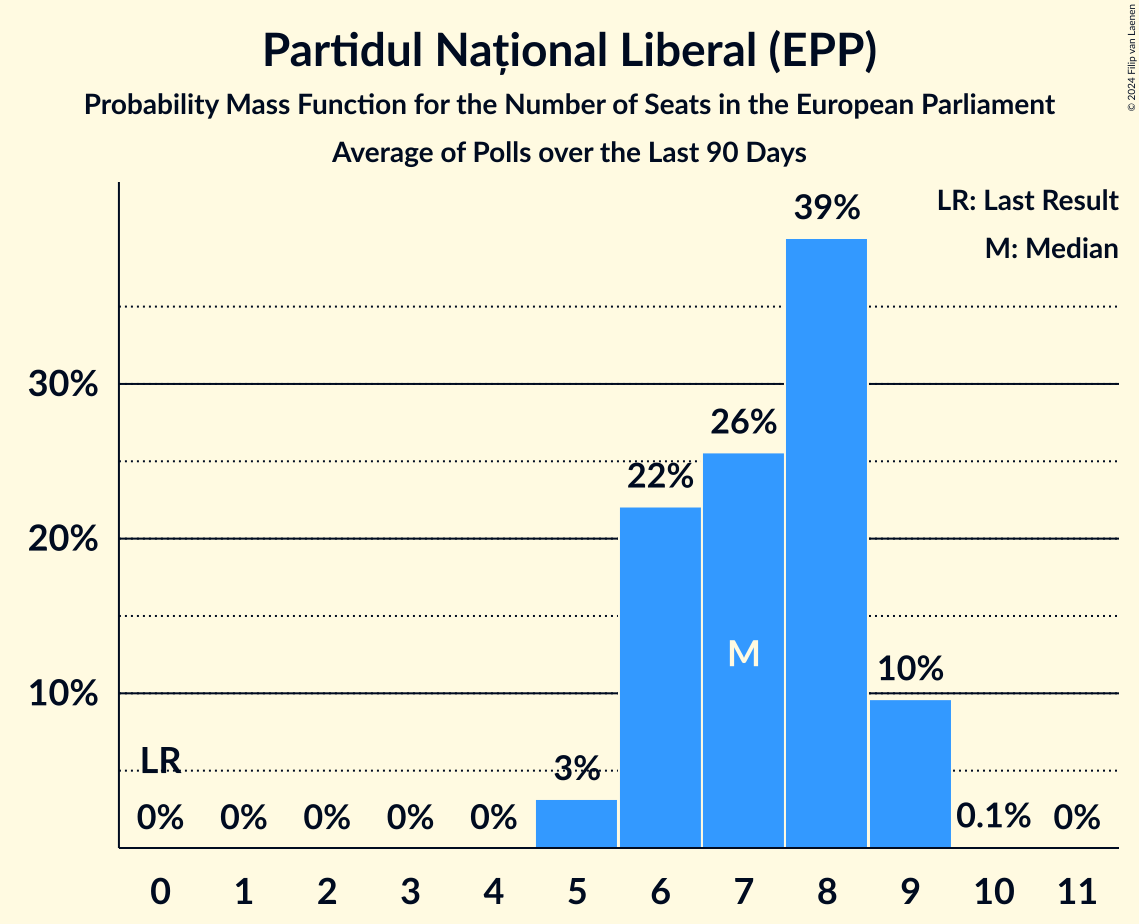 Partidul Național Liberal (EPP)
Probability Mass Function for the Number of Seats in the European Parliament
Average of Polls over the Last 90 Days
© 2024 Filip van Laenen
LR: Last Result
M: Median
39%
30%
26%
22%
20%
M
10%
10%
LR
3%
0% 0% 0% 0% 0% 0.1% 0%
0 1 2 3 4 5 6 7 8 9 10 11